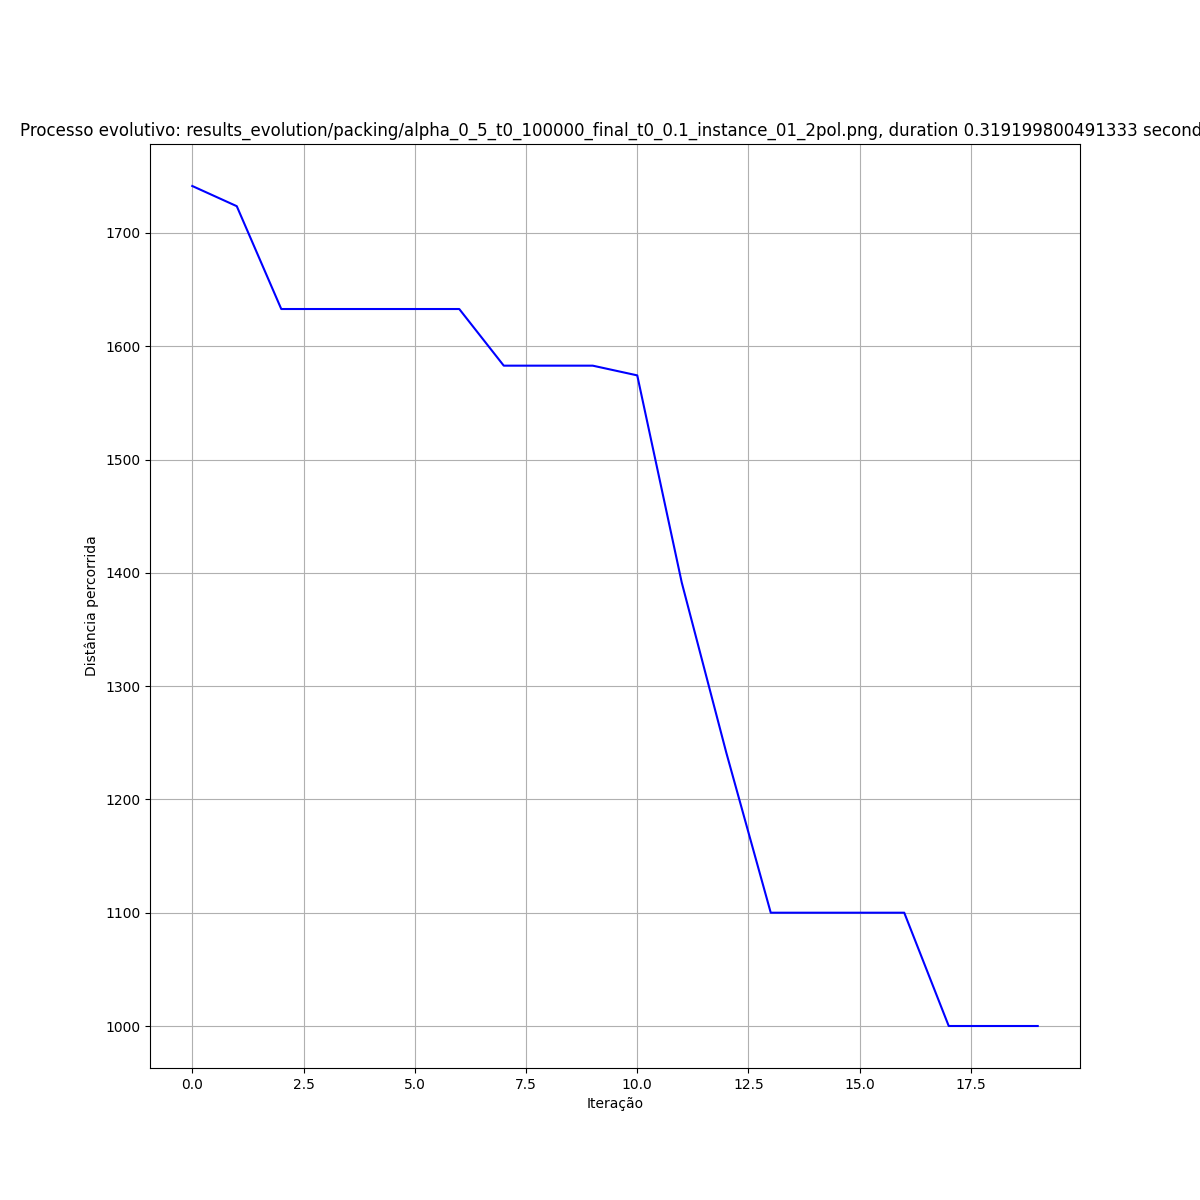 Processo evolutivo: results_evolution/packing/alpha_0_5_t0_100000_final_t0_0.1_instance_01_2pol.png, duration 0.319199800491333 second
1700
1600
1500
1400
1300
1200
1100
1000
Distância percorrida
0.0 2.5 5.0 7.5 10.0 12.5 15.0 17.5
Iteração